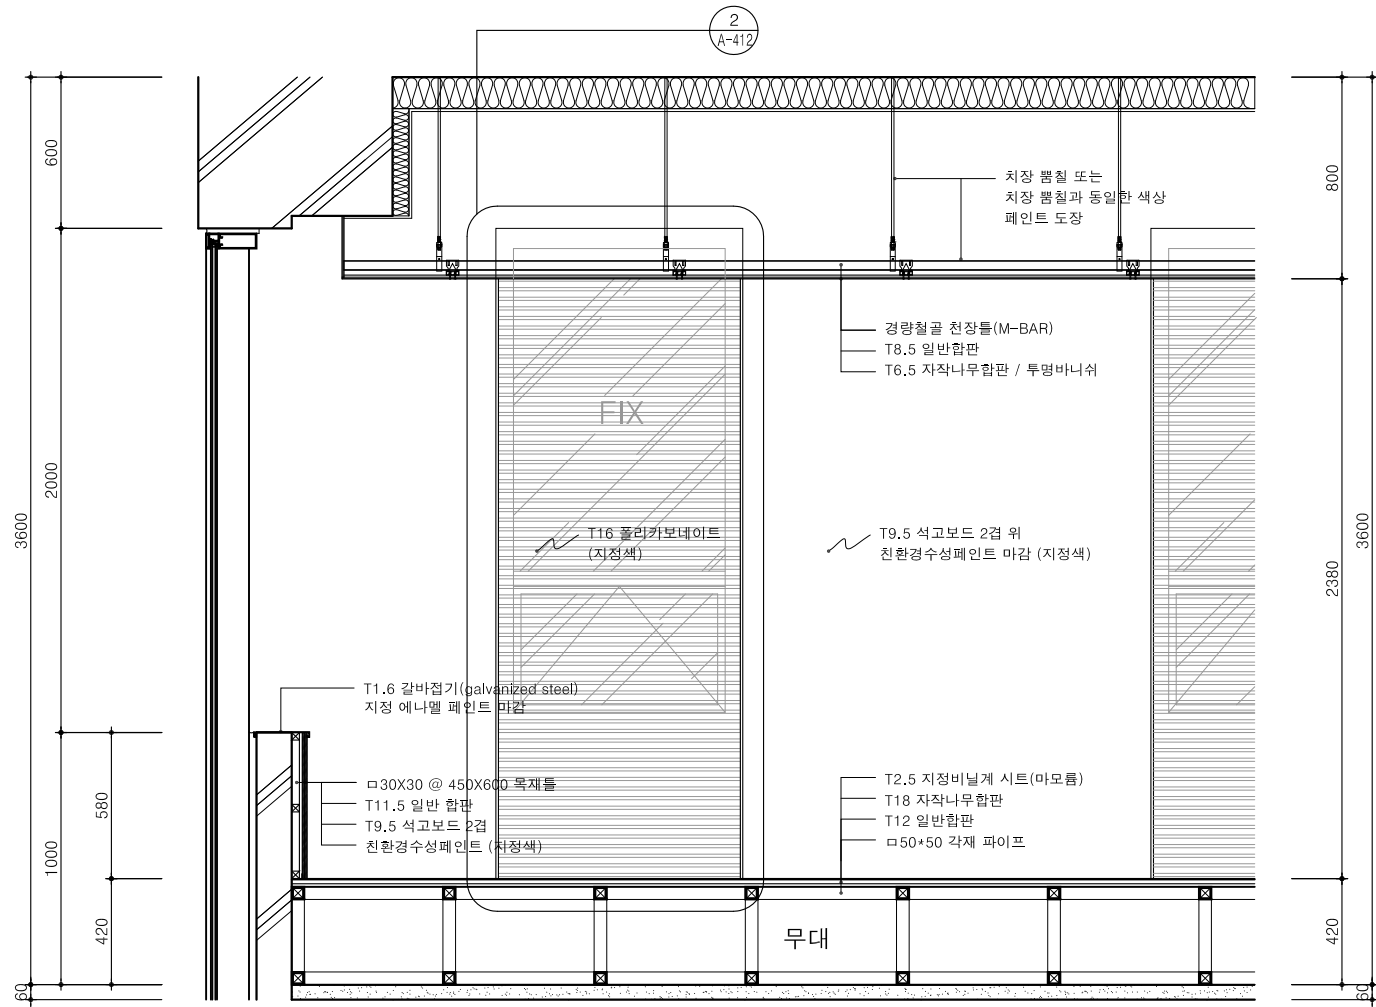 2
A-412
600
2000
3600
580
1000
420
60
치장 뿜칠 또는
치장 뿜칠과 동일한 색상
페인트 도장
경량철골 천장틀(M-BAR)
T8.5 일반합판
T6.5 자작나무합판 / 투명바니쉬
FIX
T16 폴리카보네이트
(지정색)
T9.5 석고보드 2겹 위
친환경수성페인트 마감 (지정색)
T1.6 갈바접기(galvanized steel)
지정 에나멜 페인트 마감
ㅁ30X30 @ 450X600 목재틀
T11.5 일반 합판
T9.5 석고보드 2겹
친환경수성페인트 (지정색)
T2.5 지정비닐계 시트(마모륨)
T18 자작나무합판
T12 일반합판
ㅁ50*50 각재 파이프
무대
800
2380
3600
420
60